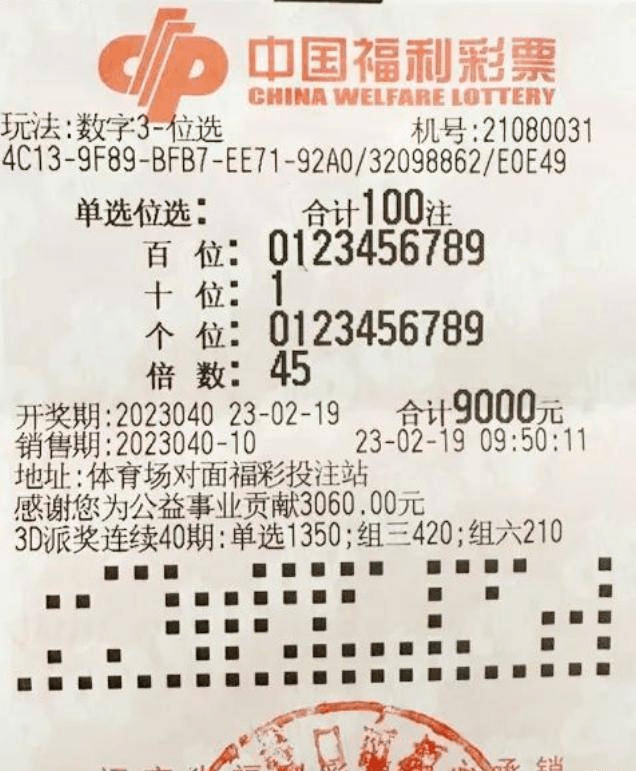 中国福利彩票
CHINA WELFARE LOTTERY
玩法:数字3-位选 机号:21080031
4C13-9F89-BFB7-EE71-92A0/32098862/E0E49
单选位选: 合计100注
百 位: 0123456789
十 位: 1
个 位: 0123456789
倍 数: 45
开奖期:2023040 23-02-19 合计9000元
销售期:2023040-10 23-02-19 09:50:11
地址:体育场对面福彩投注站
感谢您为公益事业贡献3060.00元
3D派奖连续40期:单选1350;组三420;组六210